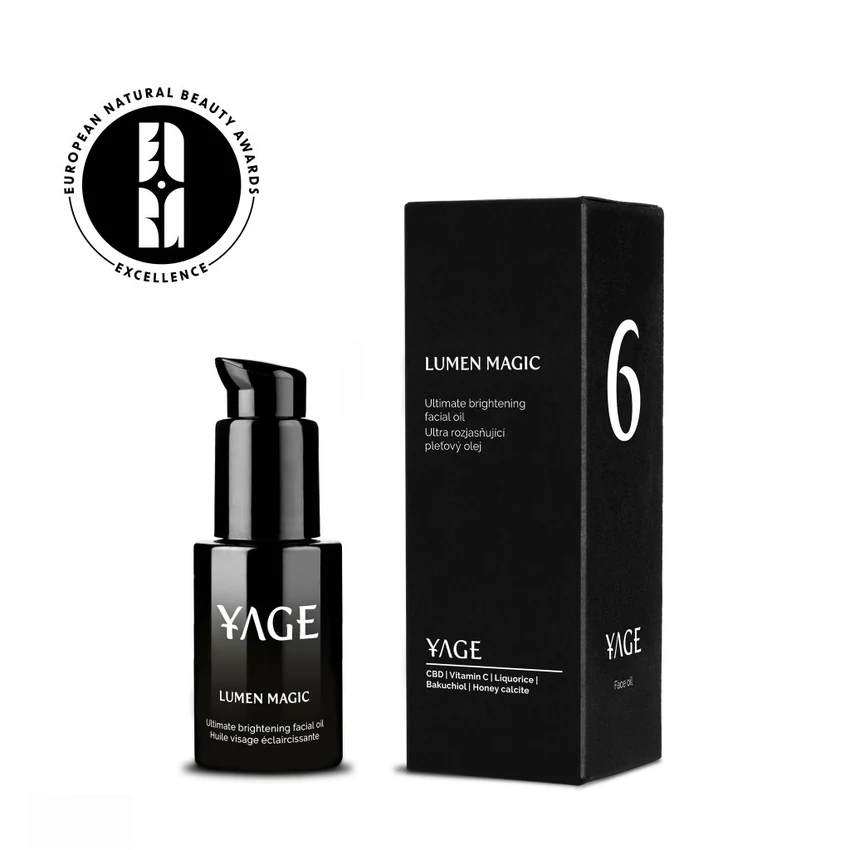 EUROPEAN NATURAL BEAUTY AWARDS
EXCELLENCE
YAGE
LUMEN MAGIC
Ultimate brightening facial oil
Huile visage éclaircissante
LUMEN MAGIC
Ultimate brightening
facial oil
Ultra rozjasňující
pleťový olej
YAGE
CBD | Vitamin C | Liquorice |
Bakuchiol | Honey calcite
6
YAGE
Face oil